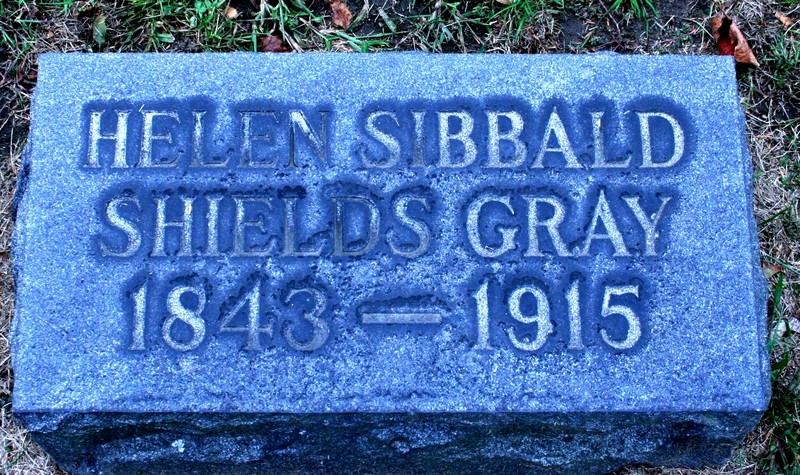 HELEN SIBBALD
SHIELDS GRAY
1843 — 1915